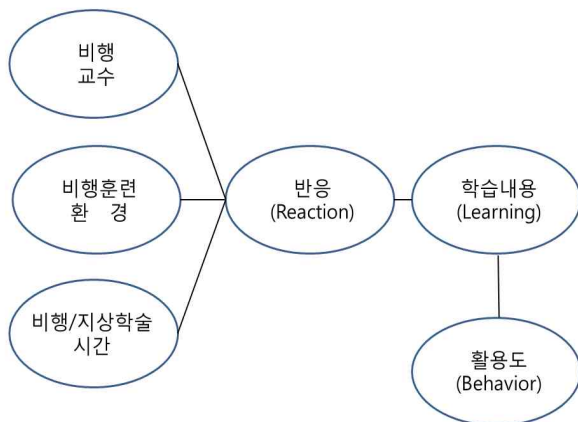 비행
교수
비행훈련
환 경
비행/지상학술
시간
반응
(Reaction)
학습내용
(Learning)
활용도
(Behavior)